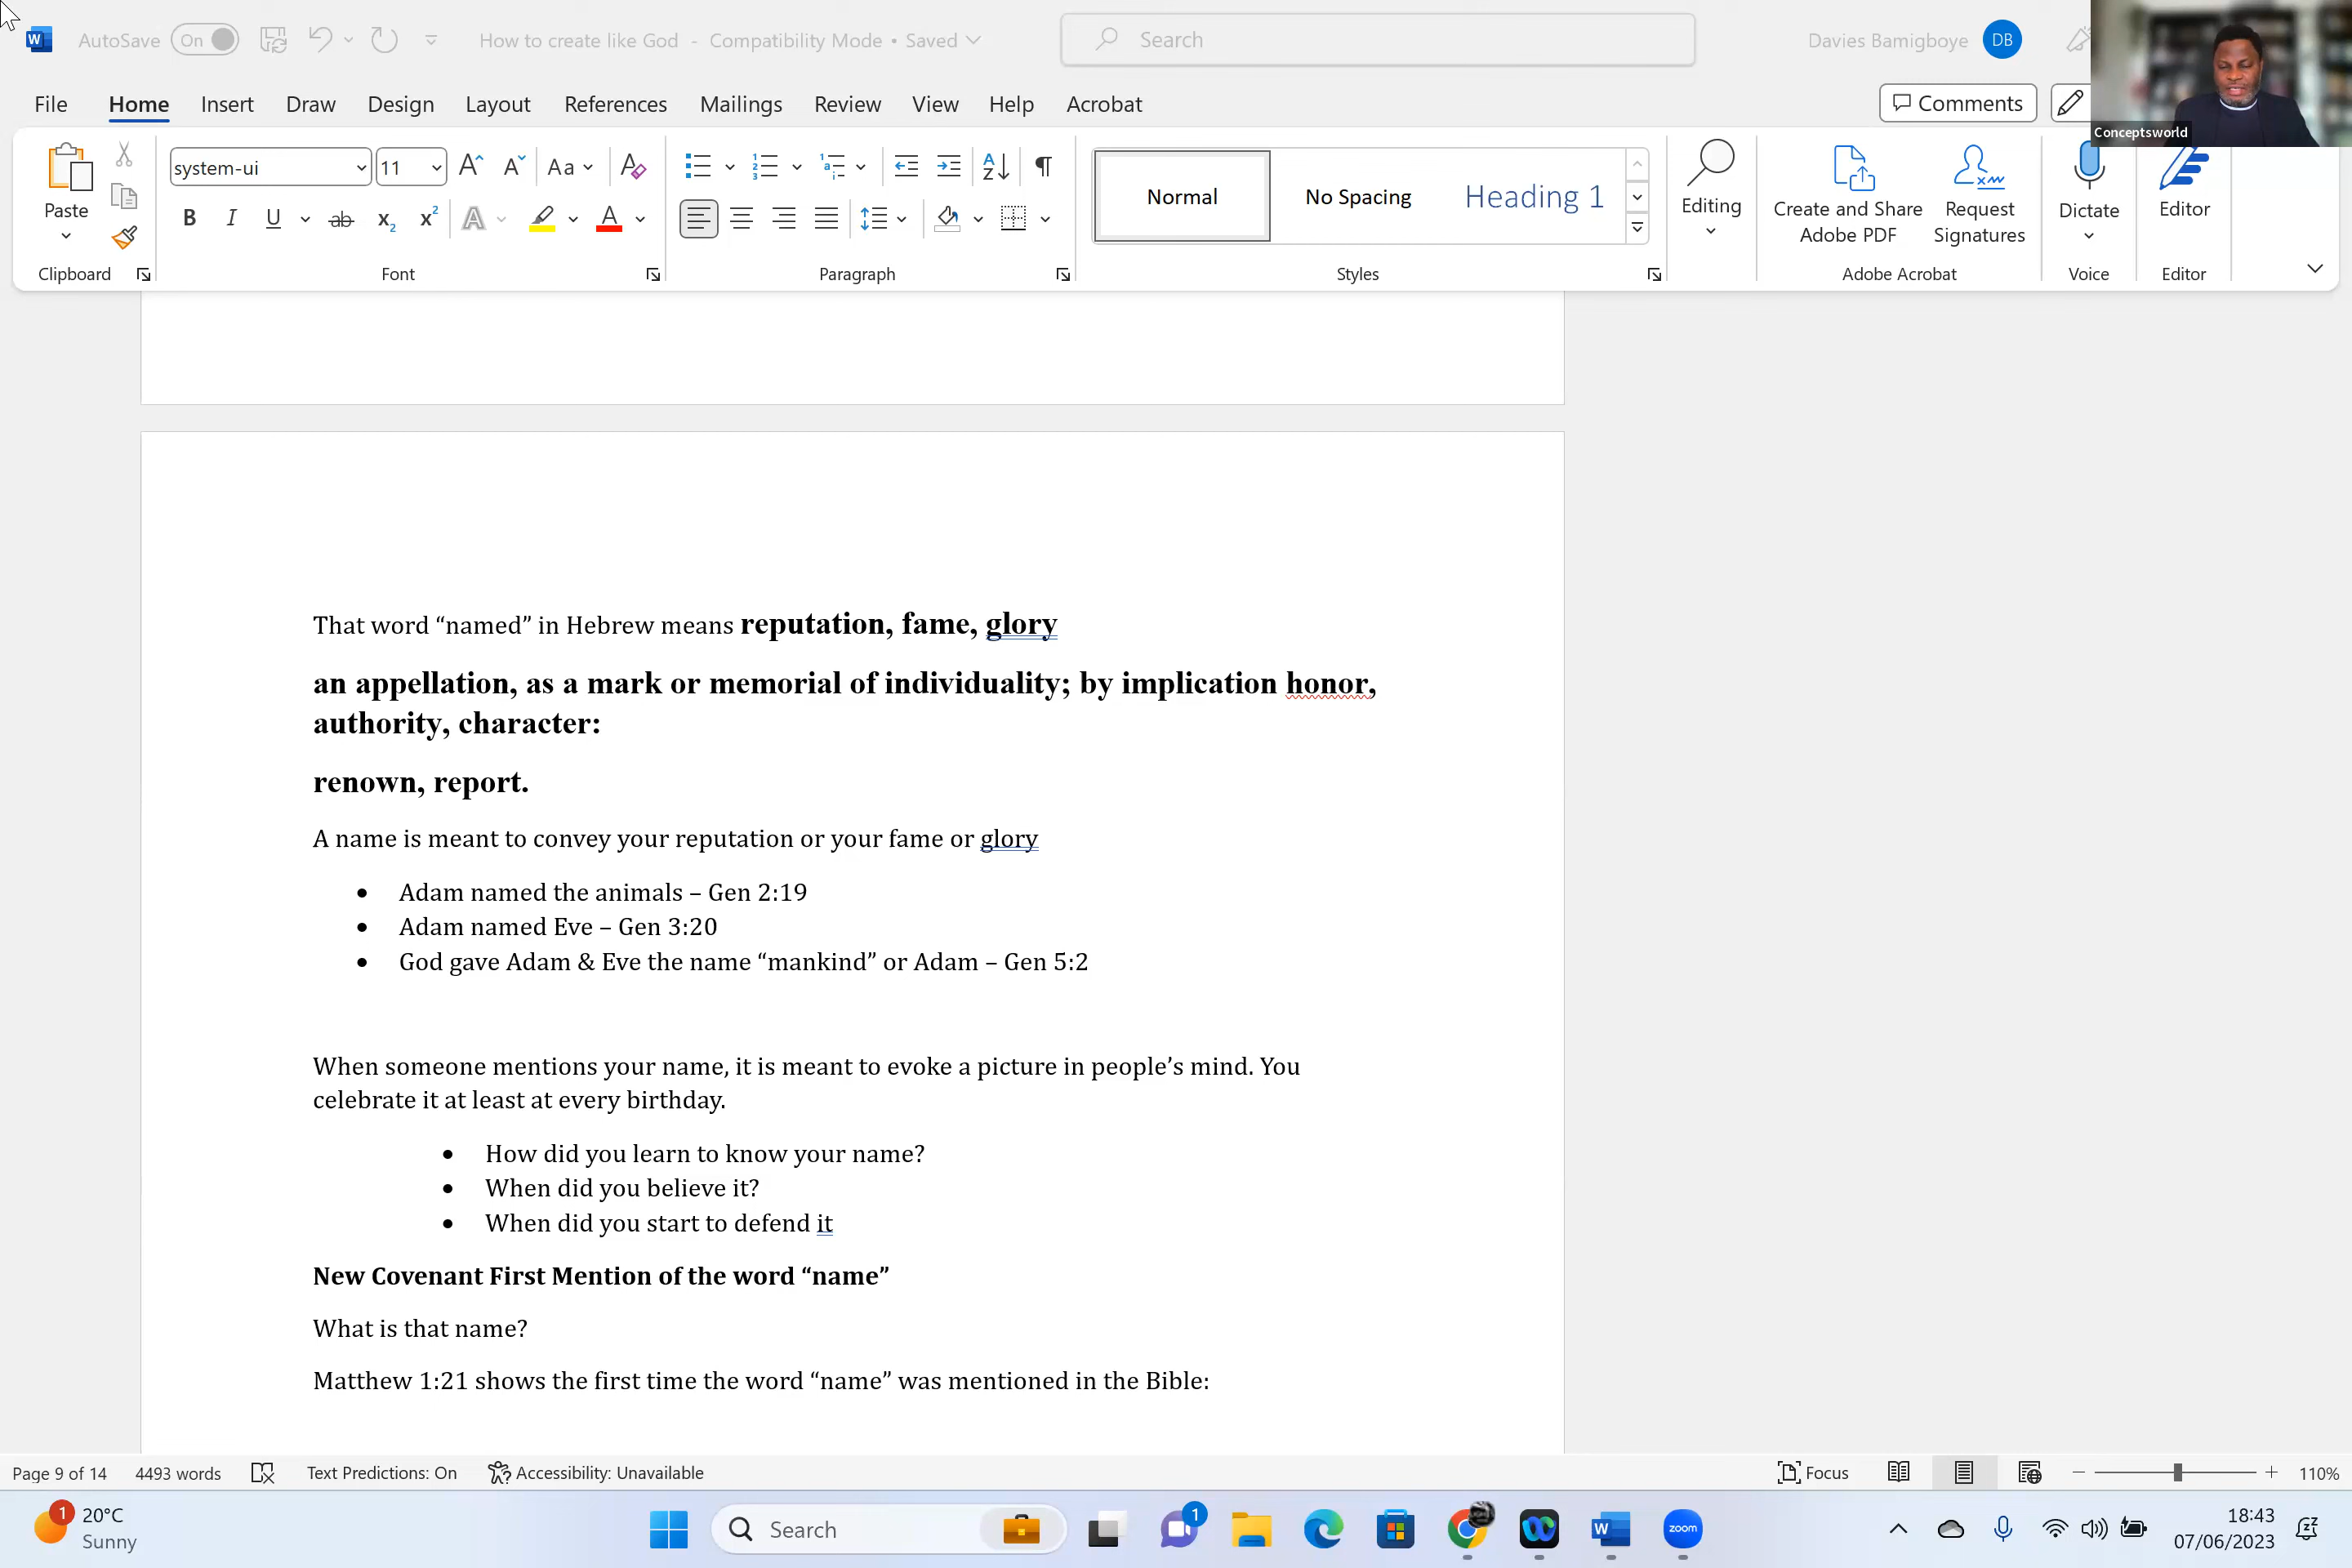 AutoSave On How to create like God - Compatibility Mode • Saved Search Davies Bamigboye DB
File Home Insert Draw Design Layout References Mailings Review View Help Acrobat Comments
Conceptsworld
Paste
system-ui 11
Normal No Spacing Heading 1
Editing
Create and Share Adobe PDF
Request Signatures
Dictate
Editor
Clipboard Font Paragraph Styles Adobe Acrobat Voice Editor
That word “named” in Hebrew means reputation, fame, glory
an appellation, as a mark or memorial of individuality; by implication honor,
authority, character:
renown, report.
A name is meant to convey your reputation or your fame or glory
• Adam named the animals – Gen 2:19
• Adam named Eve – Gen 3:20
• God gave Adam & Eve the name “mankind” or Adam – Gen 5:2
When someone mentions your name, it is meant to evoke a picture in people’s mind. You
celebrate it at least at every birthday.
• How did you learn to know your name?
• When did you believe it?
• When did you start to defend it
New Covenant First Mention of the word “name”
What is that name?
Matthew 1:21 shows the first time the word “name” was mentioned in the Bible:
Page 9 of 14 4493 words Text Predictions: On Accessibility: Unavailable Focus 110%
1 20°C
Sunny
Search
1
zoom
18:43
07/06/2023